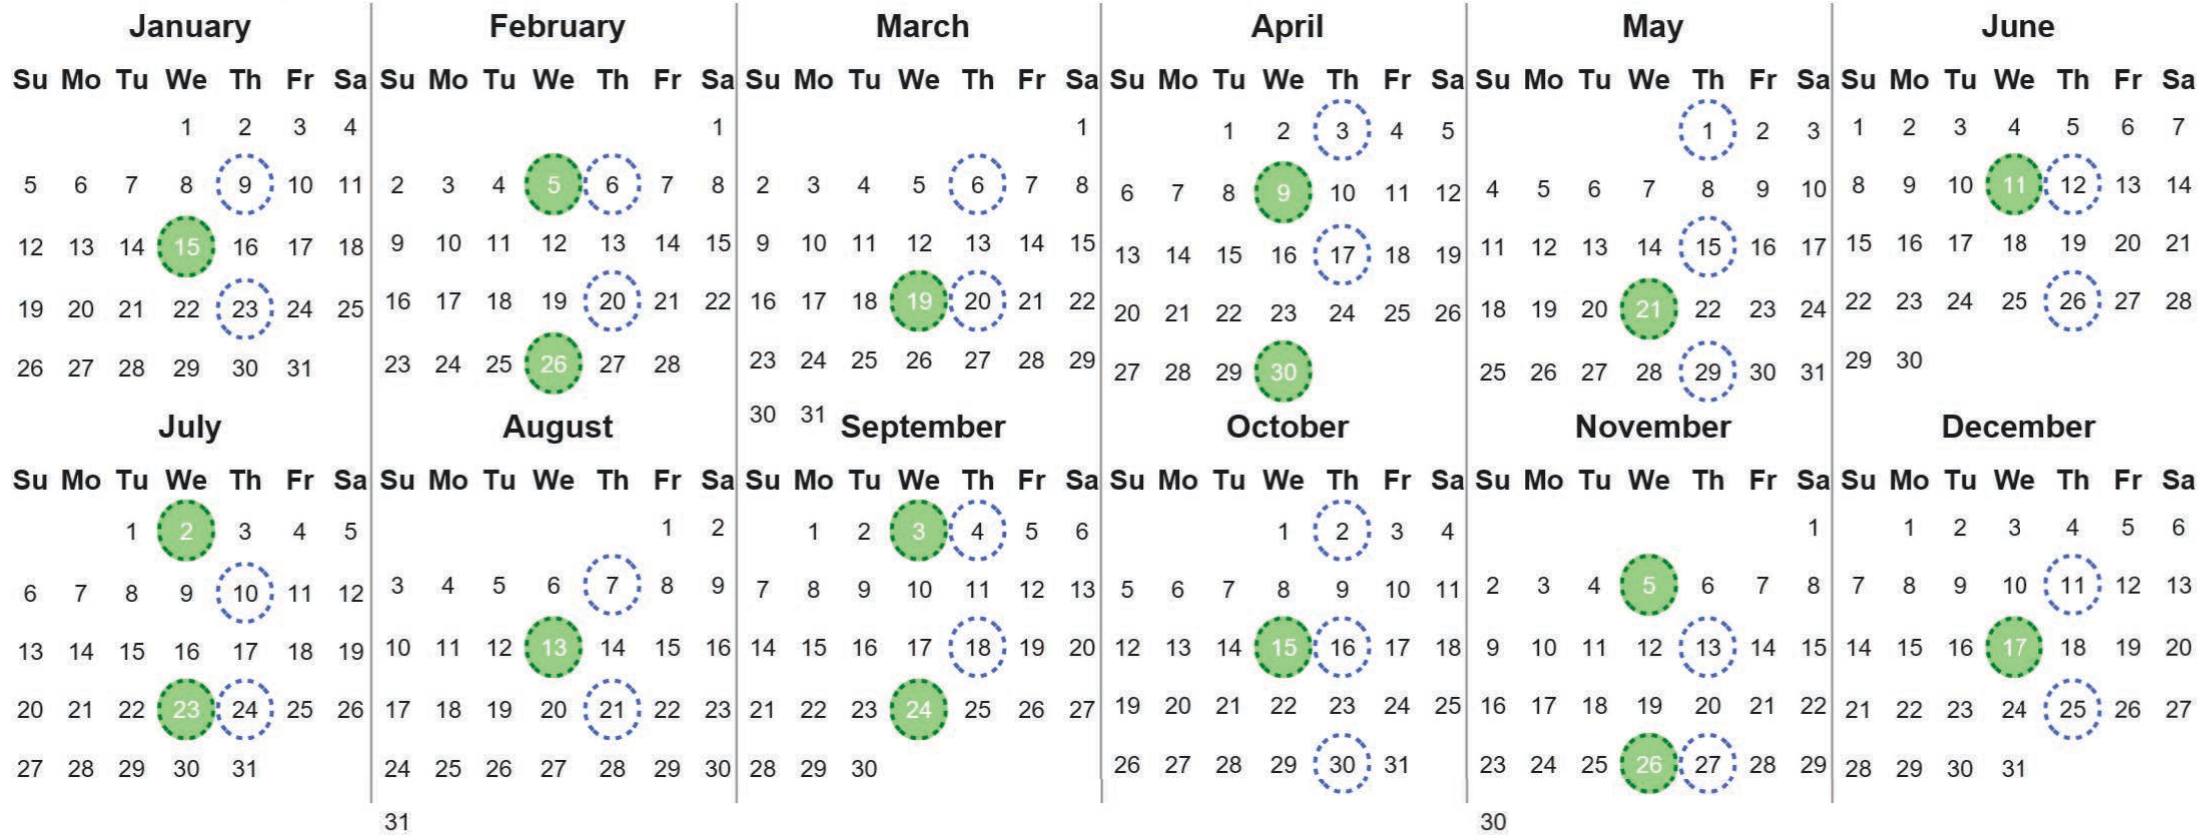 January February March April May June
Su Mo Tu We Th Fr Sa Su Mo Tu We Th Fr Sa Su Mo Tu We Th Fr Sa Su Mo Tu We Th Fr Sa Su Mo Tu We Th Fr Sa Su Mo Tu We Th Fr Sa
1 2 3 4 1 1 1 2 3 4 5 1 2 3 1 2 3 4 5 6 7
5 6 7 8 9 10 11 2 3 4 5 6 7 8 2 3 4 5 6 7 8 6 7 8 9 10 11 12 4 5 6 7 8 9 10 8 9 10 11 12 13 14
12 13 14 15 16 17 18 9 10 11 12 13 14 15 9 10 11 12 13 14 15 13 14 15 16 17 18 19 11 12 13 14 15 16 17 15 16 17 18 19 20 21
19 20 21 22 23 24 25 16 17 18 19 20 21 22 16 17 18 19 20 21 22 20 21 22 23 24 25 26 18 19 20 21 22 23 24 22 23 24 25 26 27 28
26 27 28 29 30 31 23 24 25 26 27 28 23 24 25 26 27 28 29 27 28 29 30 25 26 27 28 29 30 31 29 30
30 31
July August September October November December
Su Mo Tu We Th Fr Sa Su Mo Tu We Th Fr Sa Su Mo Tu We Th Fr Sa Su Mo Tu We Th Fr Sa Su Mo Tu We Th Fr Sa Su Mo Tu We Th Fr Sa
1 2 3 4 5 1 2 1 2 3 4 5 6 1 2 3 4 1 1 2 3 4 5 6
6 7 8 9 10 11 12 3 4 5 6 7 8 9 7 8 9 10 11 12 13 5 6 7 8 9 10 11 2 3 4 5 6 7 8 7 8 9 10 11 12 13
13 14 15 16 17 18 19 10 11 12 13 14 15 16 14 15 16 17 18 19 20 12 13 14 15 16 17 18 9 10 11 12 13 14 15 14 15 16 17 18 19 20
20 21 22 23 24 25 26 17 18 19 20 21 22 23 21 22 23 24 25 26 27 19 20 21 22 23 24 25 16 17 18 19 20 21 22 21 22 23 24 25 26 27
27 28 29 30 31 24 25 26 27 28 29 30 28 29 30 26 27 28 29 30 31 23 24 25 26 27 28 29 28 29 30 31
31 30